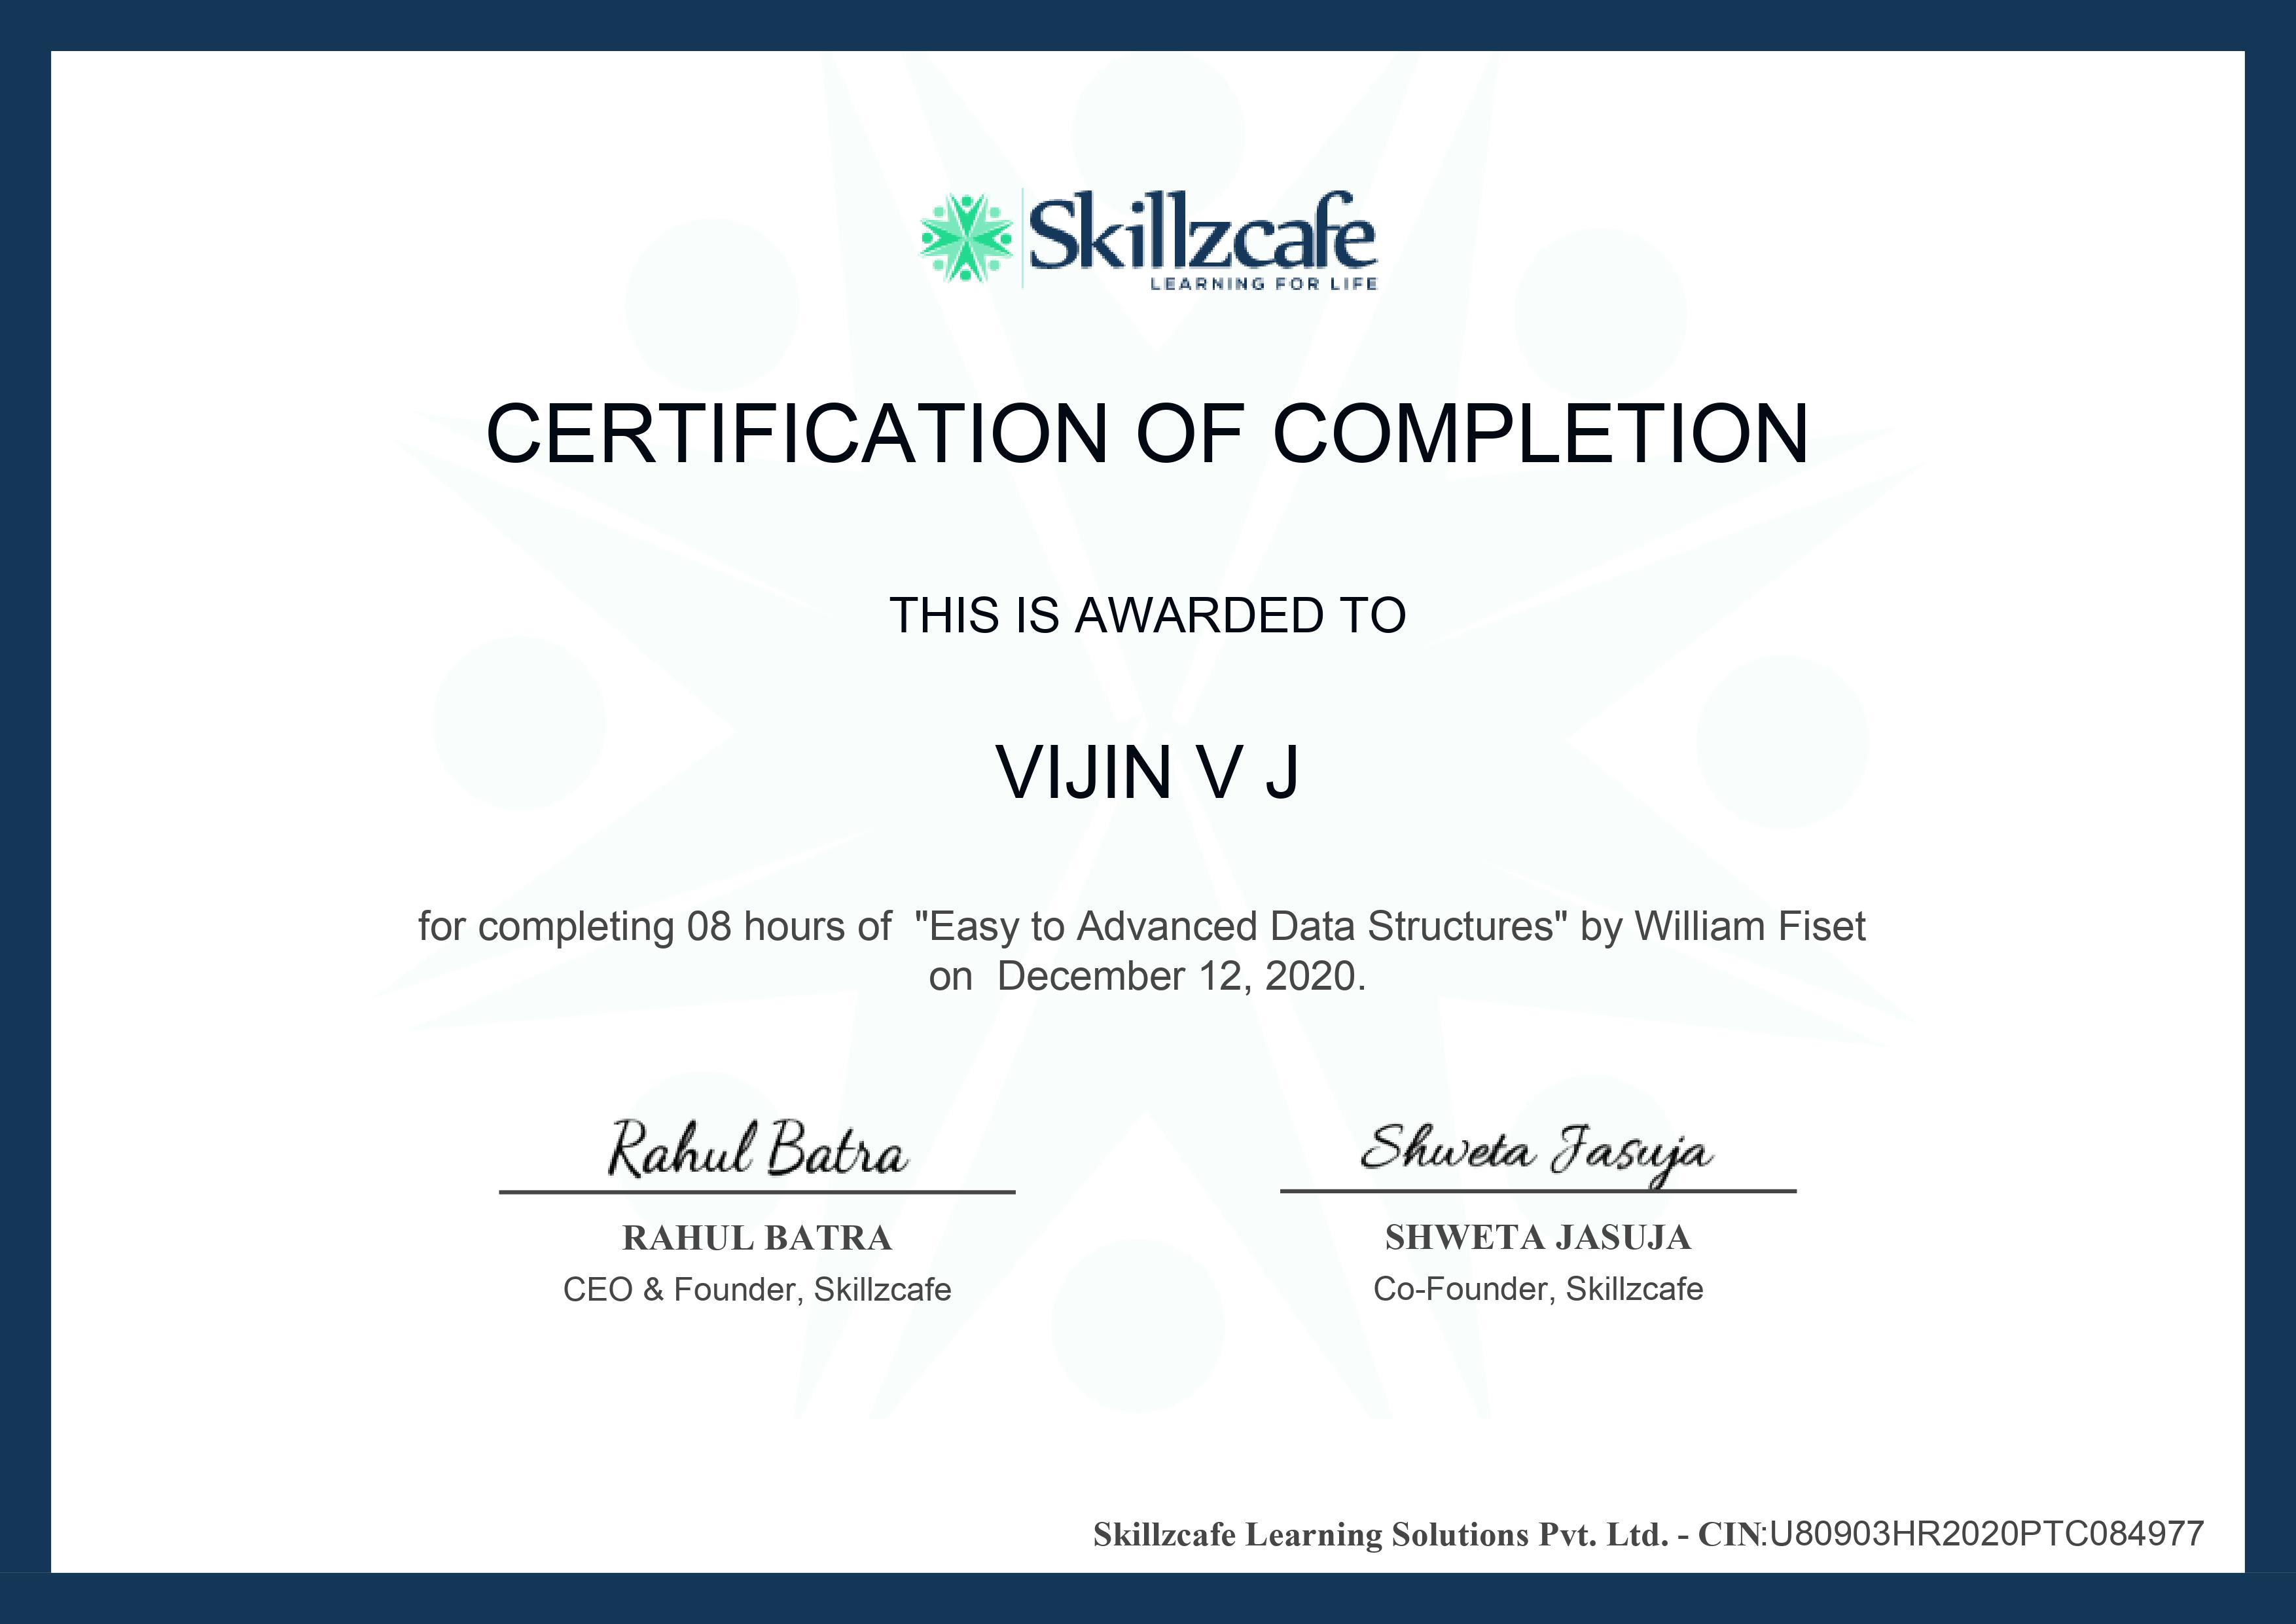 Skillzcafe
LEARNING FOR LIFE
CERTIFICATION OF COMPLETION
THIS IS AWARDED TO
VIJIN V J
for completing 08 hours of  "Easy to Advanced Data Structures" by William Fiset
on  December 12, 2020.
Rahul Batra
RAHUL BATRA
CEO & Founder, Skillzcafe
Shweta Jasuja
SHWETA JASUJA
Co-Founder, Skillzcafe
Skillzcafe Learning Solutions Pvt. Ltd. - CIN:U80903HR2020PTC084977